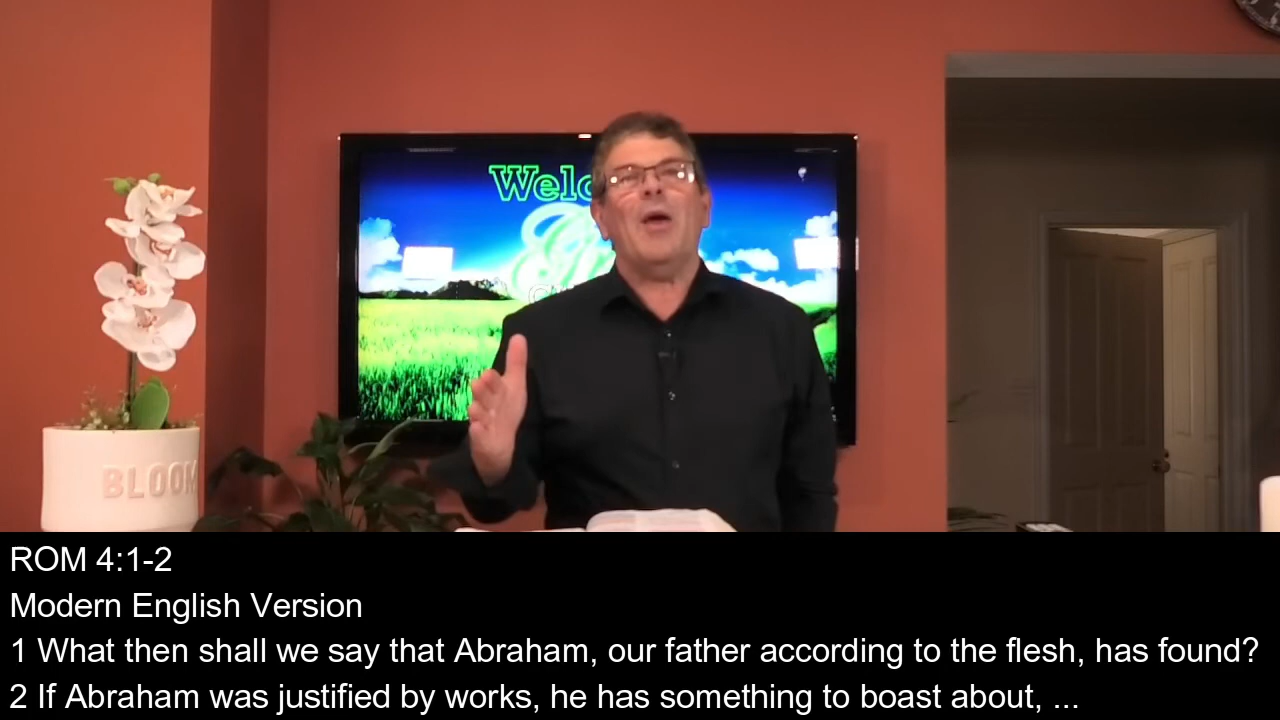 Welc
BLOOM
ROM 4:1-2
Modern English Version
1 What then shall we say that Abraham, our father according to the flesh, has found?
2 If Abraham was justified by works, he has something to boast about, ...